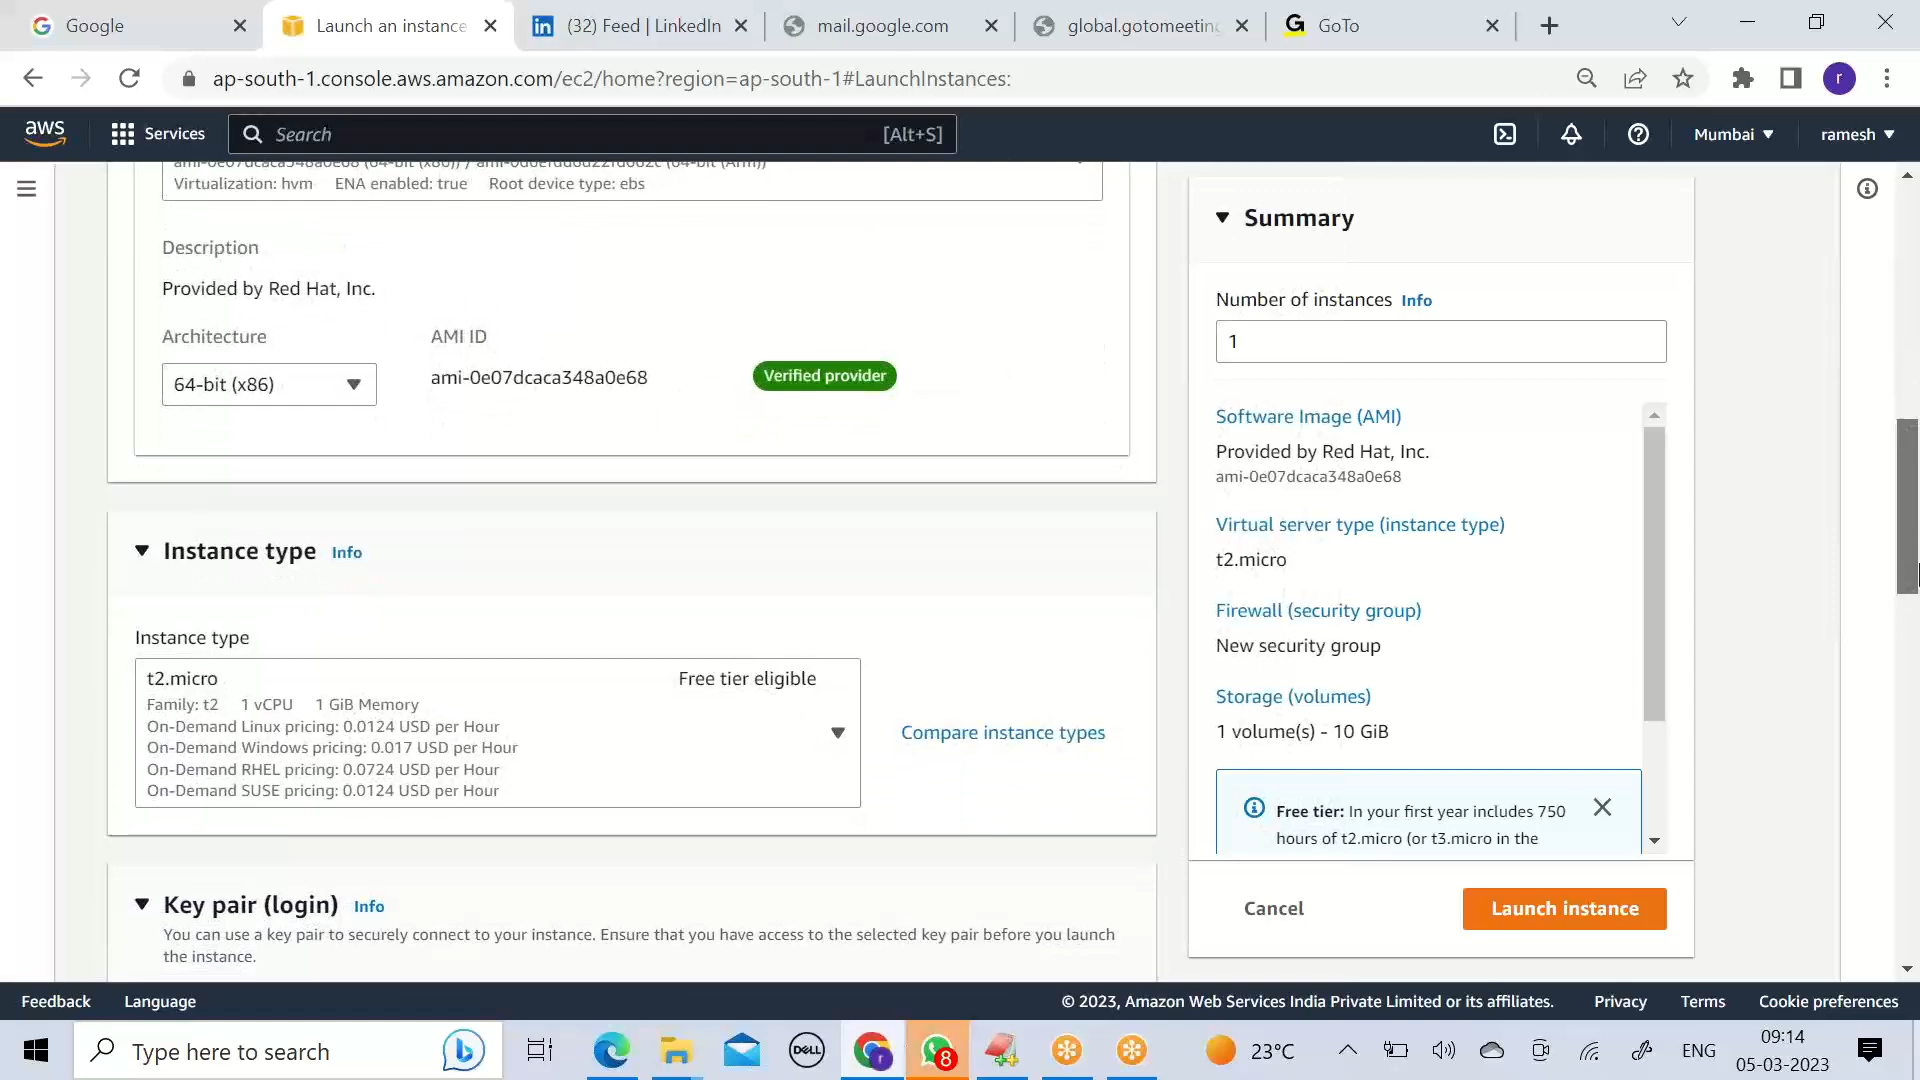 Google
Launch an instance
(32) Feed | LinkedIn
mail.google.com
global.gotomeeting
GoTo
ap-south-1.console.aws.amazon.com/ec2/home?region=ap-south-1#LaunchInstances:
r
aws
Services
Search
[Alt+S]
Mumbai
ramesh
Virtualization: hvm ENA enabled: true Root device type: ebs
Description
Provided by Red Hat, Inc.
Architecture
AMI ID
64-bit (x86)
ami-0e07dcaca348a0e68
Verified provider
Instance type Info
Instance type
t2.micro
Free tier eligible
Family: t2 1 vCPU 1 GiB Memory
On-Demand Linux pricing: 0.0124 USD per Hour
On-Demand Windows pricing: 0.017 USD per Hour
On-Demand RHEL pricing: 0.0724 USD per Hour
On-Demand SUSE pricing: 0.0124 USD per Hour
Compare instance types
Key pair (login) Info
You can use a key pair to securely connect to your instance. Ensure that you have access to the selected key pair before you launch
the instance.
Summary
Number of instances Info
1
Software Image (AMI)
Provided by Red Hat, Inc.
ami-0e07dcaca348a0e68
Virtual server type (instance type)
t2.micro
Firewall (security group)
New security group
Storage (volumes)
1 volume(s) - 10 GiB
Free tier: In your first year includes 750
hours of t2.micro (or t3.micro in the
Cancel
Launch instance
Feedback
Language
© 2023, Amazon Web Services India Private Limited or its affiliates.
Privacy
Terms
Cookie preferences
Type here to search
DELL
r
8
23°C
ENG
09:14
05-03-2023